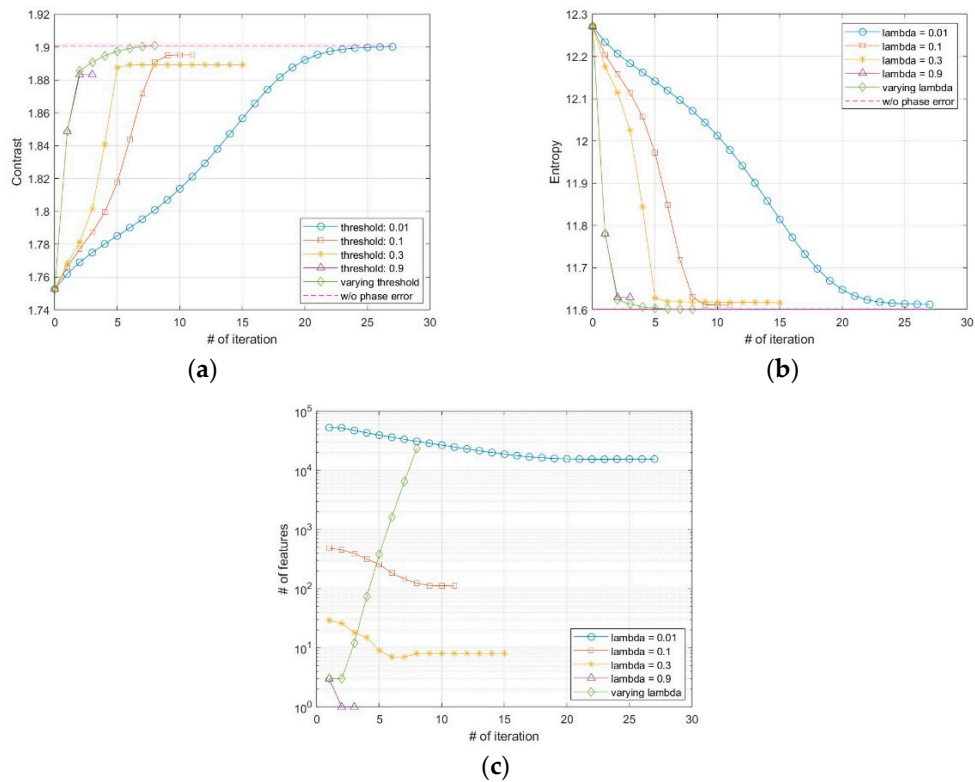 1.92
1.9
1.88
1.86
1.84
1.82
1.8
1.78
1.76
1.74
Contrast
0 5 10 15 20 25 30
# of iteration
threshold: 0.01
threshold: 0.1
threshold: 0.3
threshold: 0.9
varying threshold
w/o phase error
(a)
12.3
12.2
12.1
12
11.9
11.8
11.7
11.6
Entropy
0 5 10 15 20 25 30
# of iteration
lambda = 0.01
lambda = 0.1
lambda = 0.3
lambda = 0.9
varying lambda
w/o phase error
(b)
10^5
10^4
10^3
10^2
10^1
10^0
# of features
0 5 10 15 20 25 30
# of iteration
lambda = 0.01
lambda = 0.1
lambda = 0.3
lambda = 0.9
varying lambda
(c)